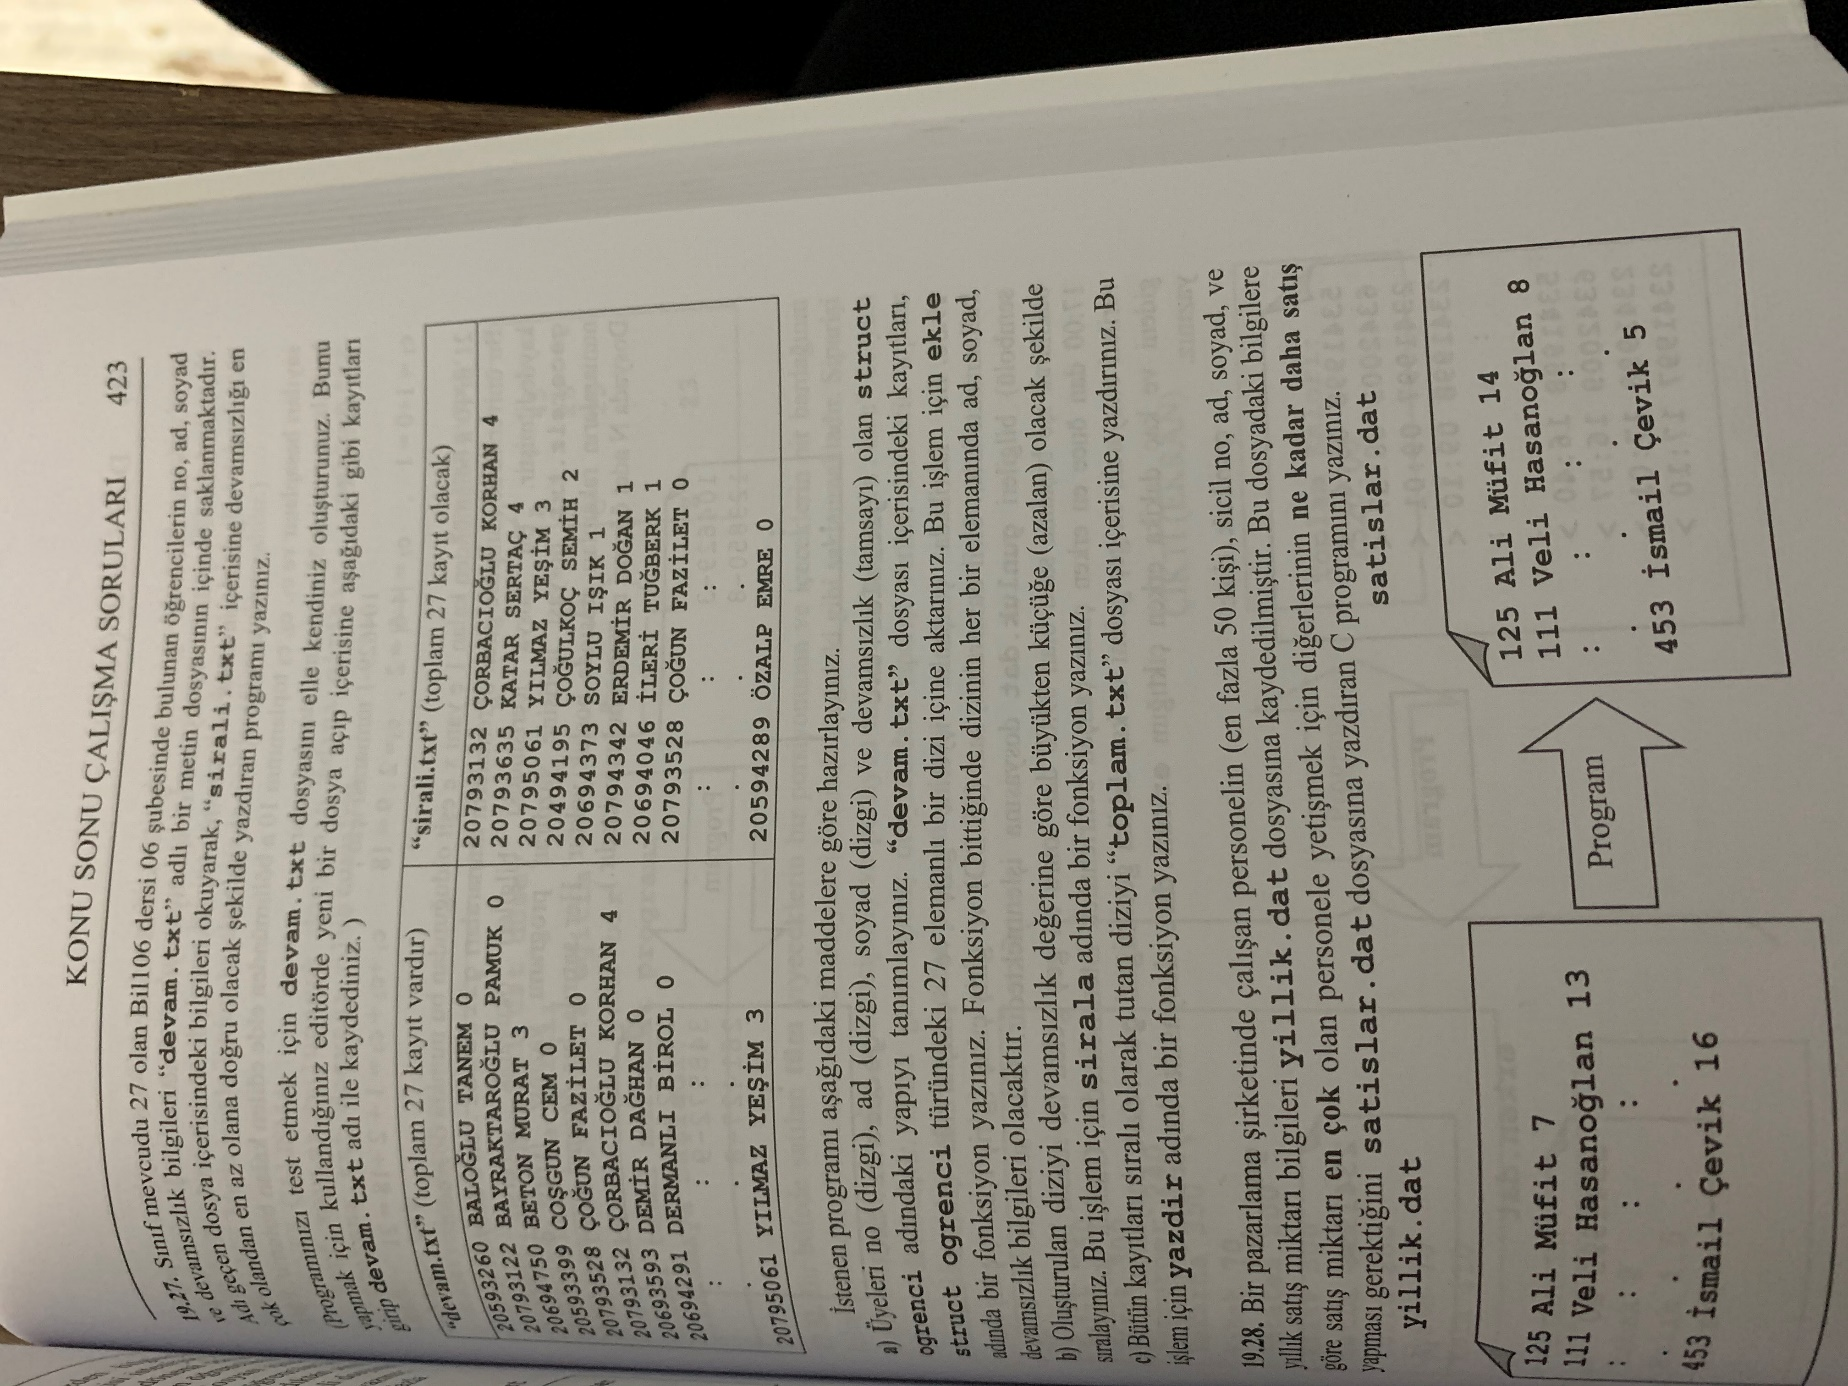 KONU SONU ÇALIŞMA SORULARI 423
19.27. Sınıf mevcudu 27 olan Bil106 dersi 06 şubesinde bulunan öğrencilerin no, ad, soyad
ve devamsızlık bilgileri “devam.txt” adlı bir metin dosyasının içinde saklanmaktadır.
Adı geçen dosya içerisindeki bilgileri okuyarak, “sirali.txt” içerisine devamsızlığı en
çok olandan en az olana doğru olacak şekilde yazdıran programı yazınız.
(Programınızı test etmek için devam.txt dosyasını elle kendiniz oluşturunuz. Bunu
yapmak için kullandığınız editörde yeni bir dosya açıp içerisine aşağıdaki gibi kayıtları
girip devam.txt adı ile kaydediniz.)
“devam.txt” (toplam 27 kayıt vardır)
20593260 BALOĞLU TANEM 0
20793122 BAYRAKTAROĞLU PAMUK 0
20694750 BETON MURAT 3
20593399 COŞGUN CEM 0
20793528 ÇOĞUN FAZİLET 0
20793132 ÇORBACIOĞLU KORHAN 4
20693593 DEMİR DAĞHAN 0
20694291 DERMANLI BİROL 0
: : :
. . .
20795061 YILMAZ YEŞİM 3
“sirali.txt” (toplam 27 kayıt olacak)
20793132 ÇORBACIOĞLU KORHAN 4
20793635 KATAR SERTAÇ 4
20795061 YILMAZ YEŞİM 3
20494195 ÇOĞULKOÇ SEMİH 2
20694373 SOYLU IŞIK 1
20794342 ERDEMİR DOĞAN 1
20694046 İLERİ TUĞBERK 1
20793528 ÇOĞUN FAZİLET 0
: : :
. . .
20594289 ÖZALP EMRE 0
İstenen programı aşağıdaki maddelere göre hazırlayınız.
a) Üyeleri no (dizgi), ad (dizgi), soyad (dizgi) ve devamsızlık (tamsayı) olan struct
ogrenci adındaki yapıyı tanımlayınız. “devam.txt” dosyası içerisindeki kayıtları,
struct ogrenci türündeki 27 elemanlı bir dizi içine aktarınız. Bu işlem için ekle
adında bir fonksiyon yazınız. Fonksiyon bittiğinde dizinin her bir elemanında ad, soyad,
devamsızlık bilgileri olacaktır.
b) Oluşturulan diziyi devamsızlık değerine göre büyükten küçüğe (azalan) olacak şekilde
sıralayınız. Bu işlem için sirala adında bir fonksiyon yazınız.
c) Bütün kayıtları sıralı olarak tutan diziyi “toplam.txt” dosyası içerisine yazdırınız. Bu
işlem için yazdir adında bir fonksiyon yazınız.
19.28. Bir pazarlama şirketinde çalışan personelin (en fazla 50 kişi), sicil no, ad, soyad, ve
yıllık satış miktarı bilgileri yillik.dat dosyasına kaydedilmiştir. Bu dosyadaki bilgilere
göre satış miktarı en çok olan personele yetişmek için diğerlerinin ne kadar daha satış
yapması gerektiğini satislar.dat dosyasına yazdıran C programını yazınız.
yillik.dat
125 Ali Müfit 7
111 Veli Hasanoğlan 13
: : :
. . .
453 İsmail Çevik 16
Program
satislar.dat
125 Ali Müfit 14
111 Veli Hasanoğlan 8
: : :
. . .
453 İsmail Çevik 5